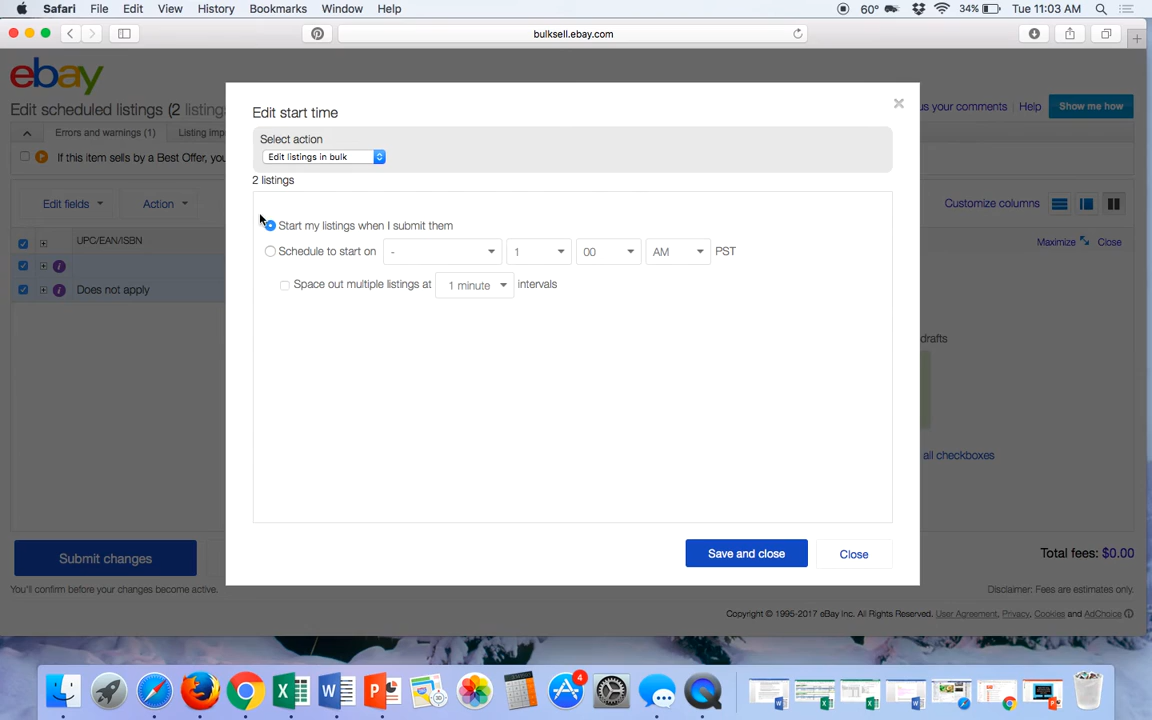 Safari File Edit View History Bookmarks Window Help 60° 34% Tue 11:03 AM
bulksell.ebay.com
ebay
Edit scheduled listings (2 listing
us your comments Help Show me how
Errors and warnings (1) Listing imp
If this item sells by a Best Offer, you
Edit fields Action
Customize columns
UPC/EAN/ISBN
Maximize Close
Does not apply
drafts
all checkboxes
Edit start time
Select action
Edit listings in bulk
2 listings
Start my listings when I submit them
Schedule to start on - 1 00 AM PST
Space out multiple listings at 1 minute intervals
Save and close Close
Submit changes
Total fees: $0.00
You'll confirm before your changes become active.
Disclaimer: Fees are estimates only.
Copyright © 1995-2017 eBay Inc. All Rights Reserved. User Agreement, Privacy, Cookies and AdChoice
4